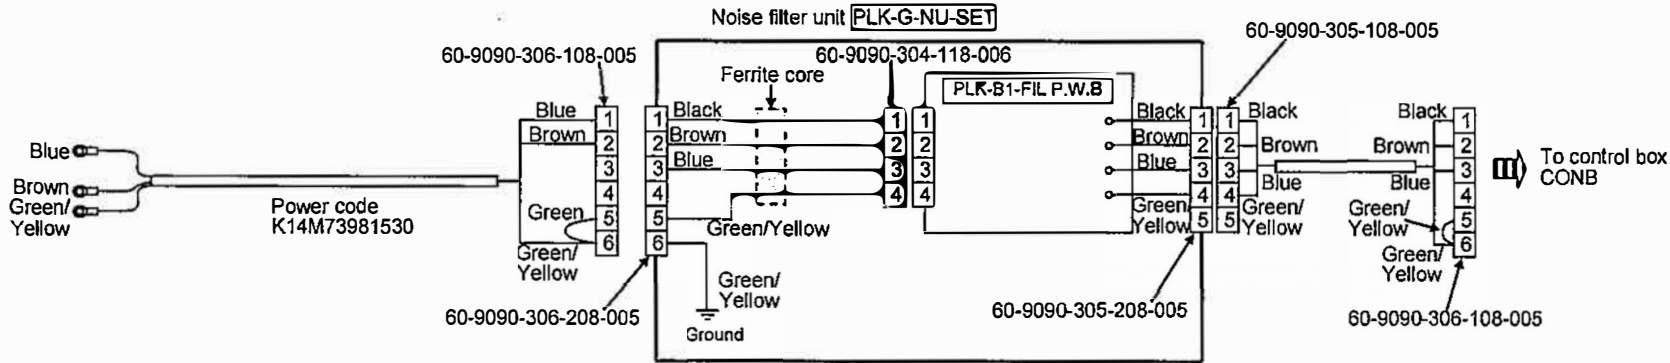 Noise filter unit PLK-G-NU-SET
60-9090-306-108-005
60-9090-304-118-006
60-9090-305-108-005
Ferrite core
PLK-B1-FIL P.W.B
Blue
Brown
Green/
Yellow
Power code
K14M73981530
Blue
Brown
Green
Green/
Yellow
1
2
3
4
5
6
1
2
3
4
5
6
Black
Brown
Blue
Green/Yellow
Green/
Yellow
Ground
1
2
3
4
1
2
3
4
Black
Brown
Blue
Green/
Yellow
1
2
3
4
5
1
2
3
4
5
Black
Brown
Blue
Green/
Yellow
Black
Brown
Blue
Green/
Yellow
Green/
Yellow
1
2
3
4
5
6
To control box
CONB
60-9090-306-208-005
60-9090-305-208-005
60-9090-306-108-005